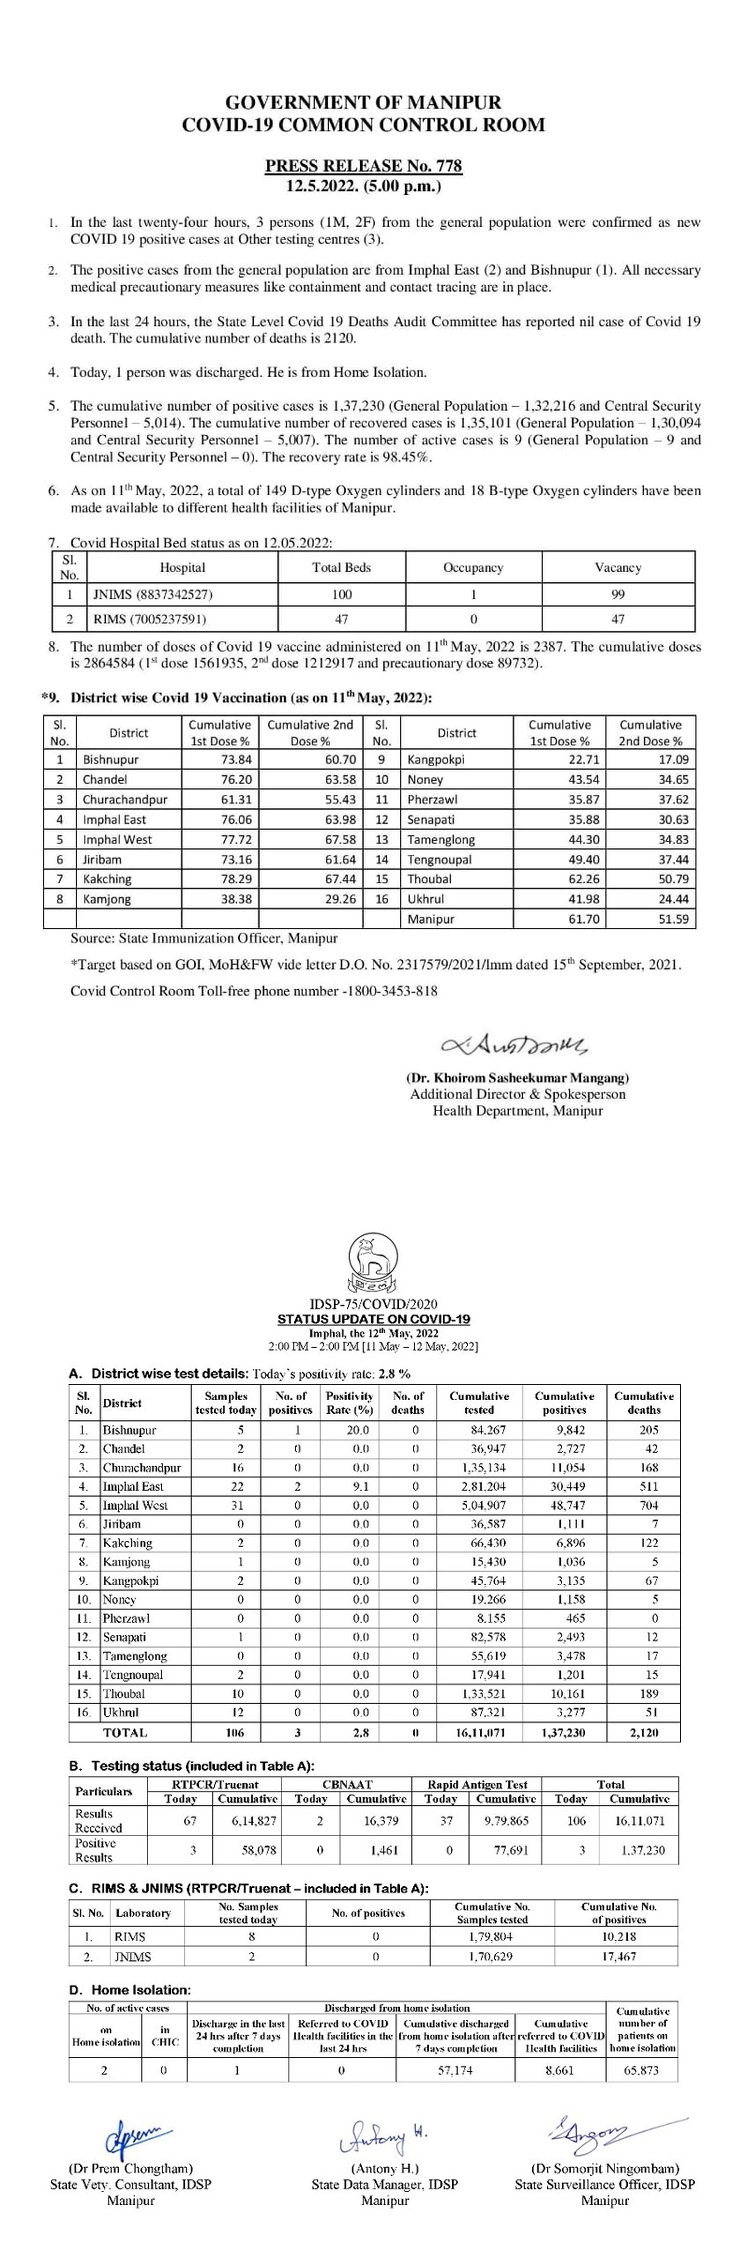 GOVERNMENT OF MANIPUR
COVID-19 COMMON CONTROL ROOM
PRESS RELEASE No. 778
12.5.2022. (5.00 p.m.)
1. In the last twenty-four hours, 3 persons (1M, 2F) from the general population were confirmed as new
COVID 19 positive cases at Other testing centres (3).
2. The positive cases from the general population are from Imphal East (2) and Bishnupur (1). All necessary
medical precautionary measures like containment and contact tracing are in place.
3. In the last 24 hours, the State Level Covid 19 Deaths Audit Committee has reported nil case of Covid 19
death. The cumulative number of deaths is 2120.
4. Today, 1 person was discharged. He is from Home Isolation.
5. The cumulative number of positive cases is 1,37,230 (General Population – 1,32,216 and Central Security
Personnel – 5,014). The cumulative number of recovered cases is 1,35,101 (General Population – 1,30,094
and Central Security Personnel – 5,007). The number of active cases is 9 (General Population – 9 and
Central Security Personnel – 0). The recovery rate is 98.45%.
6. As on 11th May, 2022, a total of 149 D-type Oxygen cylinders and 18 B-type Oxygen cylinders have been
made available to different health facilities of Manipur.
7. Covid Hospital Bed status as on 12.05.2022:
Sl. No. Hospital Total Beds Occupancy Vacancy
1 JNIMS (8837342527) 100 1 99
2 RIMS (7005237591) 47 0 47
8. The number of doses of Covid 19 vaccine administered on 11th May, 2022 is 2387. The cumulative doses
is 2864584 (1st dose 1561935, 2nd dose 1212917 and precautionary dose 89732).
*9. District wise Covid 19 Vaccination (as on 11th May, 2022):
Sl. No. District Cumulative 1st Dose % Cumulative 2nd Dose % Sl. No. District Cumulative 1st Dose % Cumulative 2nd Dose %
1 Bishnupur 73.84 60.70 9 Kangpokpi 22.71 17.09
2 Chandel 76.20 63.58 10 Noney 43.54 34.65
3 Churachandpur 61.31 55.43 11 Pherzawl 35.87 37.62
4 Imphal East 76.06 63.98 12 Senapati 35.88 30.63
5 Imphal West 77.72 67.58 13 Tamenglong 44.30 34.83
6 Jiribam 73.16 61.64 14 Tengnoupal 49.40 37.44
7 Kakching 78.29 67.44 15 Thoubal 62.26 50.79
8 Kamjong 38.38 29.26 16 Ukhrul 41.98 24.44
Manipur 61.70 51.59
Source: State Immunization Officer, Manipur
*Target based on GOI, MoH&FW vide letter D.O. No. 2317579/2021/Imm dated 15th September, 2021.
Covid Control Room Toll-free phone number -1800-3453-818
(Dr. Khoirom Sasheekumar Mangang)
Additional Director & Spokesperson
Health Department, Manipur
IDSP-75/COVID/2020
STATUS UPDATE ON COVID-19
Imphal, the 12th May, 2022
2:00 PM – 2:00 PM [11 May – 12 May, 2022]
A. District wise test details: Today's positivity rate: 2.8 %
Sl. No. District Samples tested today No. of positives Positivity Rate (%) No. of deaths Cumulative tested Cumulative positives Cumulative deaths
1. Bishnupur 5 1 20.0 0 84,267 9,842 205
2. Chandel 2 0 0.0 0 36,947 2,727 42
3. Churachandpur 16 0 0.0 0 1,35,134 11,054 168
4. Imphal East 22 2 9.1 0 2,81,204 30,449 511
5. Imphal West 31 0 0.0 0 5,04,907 48,747 704
6. Jiribam 0 0 0.0 0 36,587 1,111 7
7. Kakching 2 0 0.0 0 66,430 6,896 122
8. Kamjong 1 0 0.0 0 15,430 1,036 5
9. Kangpokpi 2 0 0.0 0 45,764 3,135 67
10. Noney 0 0 0.0 0 19,266 1,158 5
11. Pherzawl 0 0 0.0 0 8,155 465 0
12. Senapati 1 0 0.0 0 82,578 2,493 12
13. Tamenglong 0 0 0.0 0 55,619 3,478 17
14. Tengnoupal 2 0 0.0 0 17,941 1,201 15
15. Thoubal 10 0 0.0 0 1,33,521 10,161 189
16. Ukhrul 12 0 0.0 0 87,321 3,277 51
TOTAL 106 3 2.8 0 16,11,071 1,37,230 2,120
B. Testing status (included in Table A):
Particulars RTPCR/Truenat CBNAAT Rapid Antigen Test Total
Today Cumulative Today Cumulative Today Cumulative Today Cumulative
Results Received 67 6,14,827 2 16,379 37 9,79,865 106 16,11,071
Positive Results 3 58,078 0 1,461 0 77,691 3 1,37,230
C. RIMS & JNIMS (RTPCR/Truenat – included in Table A):
Sl. No. Laboratory No. Samples tested today No. of positives Cumulative No. Samples tested Cumulative No. of positives
1. RIMS 8 0 1,79,804 10,218
2. JNIMS 2 0 1,70,629 17,467
D. Home Isolation:
No. of active cases Discharged from home isolation Cumulative number of patients on home isolation
on Home isolation in CHIC Discharge in the last 24 hrs after 7 days completion Referred to COVID Health facilities in the last 24 hrs Cumulative discharged from home isolation after 7 days completion Cumulative referred to COVID Health facilities
2 0 1 0 57,174 8,661 65,873
Antony H.
(Dr Prem Chongtham) (Antony H.) (Dr Somorjit Ningombam)
State Vety. Consultant, IDSP State Data Manager, IDSP State Surveillance Officer, IDSP
Manipur Manipur Manipur